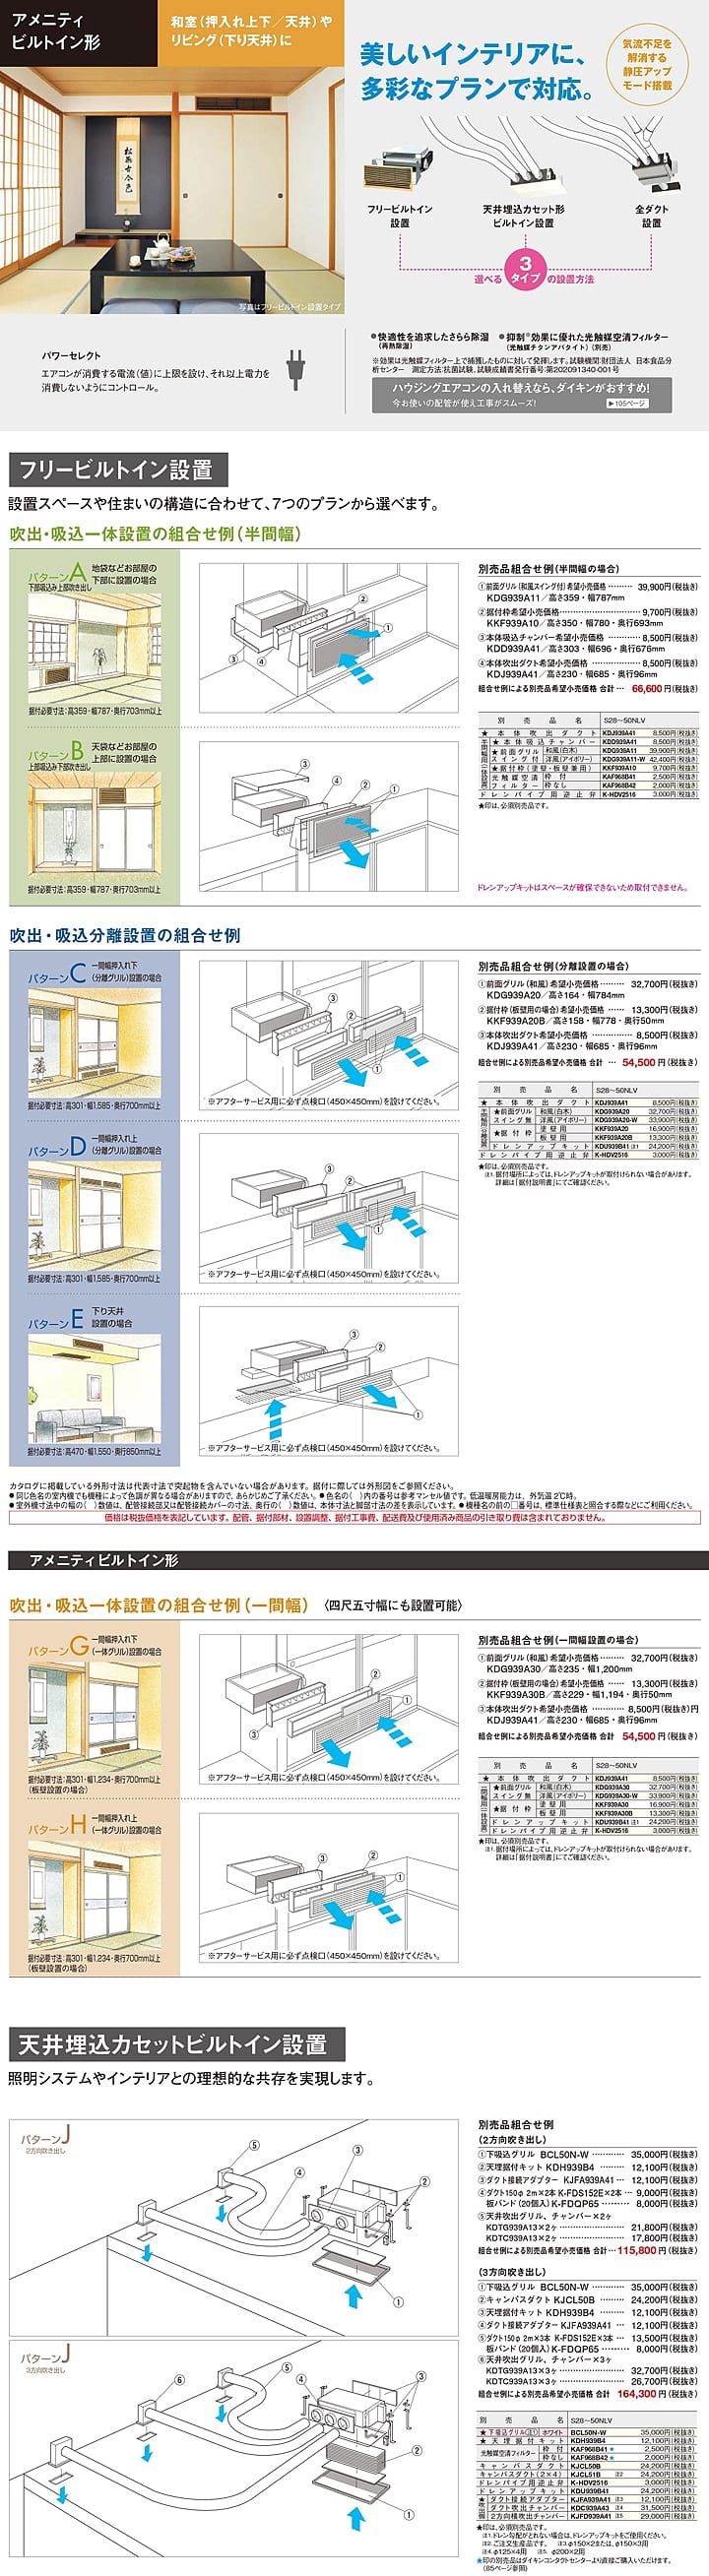 アメニティ
ビルトイン形
和室(押入れ上下／天井)や
リビング(下り天井)に
美しいインテリアに、
多彩なプランで対応。
気流不足を
解消する
静圧アップ
モード搭載
写真はフリービルトイン設置タイプ
フリービルトイン
設置
天井埋込カセット形
ビルトイン設置
全ダクト
設置
選べる 3タイプ の設置方法
パワーセレクト
エアコンが消費する電流(値)に上限を設け、それ以上電力を
消費しないようにコントロール。
●快適性を追求したさらら除湿 ●抑制※効果に優れた光触媒空清フィルター
(再熱除湿) (光触媒チタンアパタイト)(別売)
※効果は光触媒フィルター上で捕獲したものに対して発揮します。試験機関:財団法人 日本食品分
析センター 測定方法:抗菌試験、試験成績書発行番号:第202091340-001号
ハウジングエアコンの入れ替えなら、ダイキンがおすすめ!
今お使いの配管が使え工事がスムーズ! ▶105ページ
フリービルトイン設置
設置スペースや住まいの構造に合わせて、7つのプランから選べます。
吹出・吸込一体設置の組合せ例(半間幅)
パターンA 地袋などお部屋の
下部に設置の場合
下部吸込み上部吹き出し
据付必要寸法:高359・幅787・奥行703mm以上
パターンB 天袋などお部屋の
上部に設置の場合
上部吸込み下部吹き出し
据付必要寸法:高359・幅787・奥行703mm以上
別売品組合せ例(半間幅の場合)
①前面グリル(和風スイング付)希望小売価格 ……… 39,900円(税抜き)
KDG939A11／高さ359・幅787mm
②据付枠希望小売価格 ……… 9,700円(税抜き)
KKF939A10／高さ350・幅780・奥行693mm
③本体吸込チャンバー希望小売価格 ……… 8,500円(税抜き)
KDD939A41／高さ303・幅696・奥行676mm
④本体吹出ダクト希望小売価格 ……… 8,500円(税抜き)
KDJ939A41／高さ230・幅685・奥行96mm
組合せ例による別売品希望小売価格 合計 … 66,600円(税抜き)
別売品名 S28～50NLV
★本体吹出ダクト KDJ939A41 8,500円(税抜き)
★本体吸込チャンバー KDD939A41 8,500円(税抜き)
★前面グリル スイング付 和風(白木) KDG939A11 39,900円(税抜き)
洋風(アイボリー) KDG939A11-W 42,400円(税抜き)
★据付枠(塗壁・板壁兼用) KKF939A10 9,700円(税抜き)
光触媒空清フィルター 枠付 KAF968B41 2,500円(税抜き)
枠なし KAF968B42 2,000円(税抜き)
ドレンパイプ用逆止弁 K-HDV2516 3,000円(税抜き)
★印は、必須別売品です。
ドレンアップキットはスペースが確保できないため取付できません。
吹出・吸込分離設置の組合せ例
パターンC 一間幅押入れ下
(分離グリル)設置の場合
据付必要寸法:高301・幅1,585・奥行700mm以上
※アフターサービス用に必ず点検口(450×450mm)を設けてください。
パターンD 一間幅押入れ上
(分離グリル)設置の場合
据付必要寸法:高301・幅1,585・奥行700mm以上
※アフターサービス用に必ず点検口(450×450mm)を設けてください。
パターンE 下り天井
設置の場合
据付必要寸法:高470・幅1,550・奥行850mm以上
※アフターサービス用に必ず点検口(450×450mm)を設けてください。
別売品組合せ例(分離設置の場合)
①前面グリル(和風)希望小売価格 ……… 32,700円(税抜き)
KDG939A20／高さ164・幅784mm
②据付枠(板壁用の場合)希望小売価格 …… 13,300円(税抜き)
KKF939A20B／高さ158・幅778・奥行50mm
③本体吹出ダクト希望小売価格 ……… 8,500円(税抜き)
KDJ939A41／高さ230・幅685・奥行96mm
組合せ例による別売品希望小売価格 合計 … 54,500円(税抜き)
別売品名 S28～50NLV
★本体吹出ダクト KDJ939A41 8,500円(税抜き)
★前面グリル スイング無 和風(白木) KDG939A20 32,700円(税抜き)
洋風(アイボリー) KDG939A20-W 33,900円(税抜き)
★据付枠 塗壁用 KKF939A20 16,900円(税抜き)
板壁用 KKF939A20B 13,300円(税抜き)
ドレンアップキット KDU939B41 注1 24,200円(税抜き)
ドレンパイプ用逆止弁 K-HDV2516 3,000円(税抜き)
★印は、必須別売品です。
注1.据付場所によっては、ドレンアップキットが取付けられない場合があります。
詳細は「据付説明書」にてご確認ください。
カタログに掲載している外形寸法は代表寸法で突起物を含んでいない場合があります。据付に際しては外形図をご参照ください。
●同じ色名の室内機でも機種によって色調が異なる場合がありますので、あらかじめご了承ください。●色名の( )内の番号は参考マンセル値です。低温暖房能力は、外気温2℃時。
●室外機寸法中の幅の( )数値は、配管接続部又は配管接続カバーの寸法、奥行の( )数値は、本体寸法と脚部寸法の差を表示しています。●機種名の前の□番号は、標準仕様表と照合する際などにご利用ください。
価格は税抜価格を表記しています。配管、据付部材、設置調整、据付工事費、配送費及び使用済み商品の引き取り費は含まれておりません。
アメニティビルトイン形
吹出・吸込一体設置の組合せ例(一間幅) 〈四尺五寸幅にも設置可能〉
パターンG 一間幅押入れ下
(一体グリル)設置の場合
据付必要寸法:高301・幅1,234・奥行700mm以上
(板壁設置の場合)
※アフターサービス用に必ず点検口(450×450mm)を設けてください。
パターンH 一間幅押入れ上
(一体グリル)設置の場合
据付必要寸法:高301・幅1,234・奥行700mm以上
(板壁設置の場合)
※アフターサービス用に必ず点検口(450×450mm)を設けてください。
別売品組合せ例(一間幅設置の場合)
①前面グリル(和風)希望小売価格 ……… 32,700円(税抜き)
KDG939A30／高さ235・幅1,200mm
②据付枠(板壁用の場合)希望小売価格 …… 13,300円(税抜き)
KKF939A30B／高さ229・幅1,194・奥行50mm
③本体吹出ダクト希望小売価格 ……… 8,500円(税抜き)円
KDJ939A41／高さ230・幅685・奥行96mm
組合せ例による別売品希望小売価格 合計 54,500円(税抜き)
別売品名 S28～50NLV
★本体吹出ダクト KDJ939A41 8,500円(税抜き)
★前面グリル スイング無 和風(白木) KDG939A30 32,700円(税抜き)
洋風(アイボリー) KDG939A30-W 33,900円(税抜き)
★据付枠 塗壁用 KKF939A30 16,900円(税抜き)
板壁用 KKF939A30B 13,300円(税抜き)
ドレンアップキット KDU939B41 注1 24,200円(税抜き)
ドレンパイプ用逆止弁 K-HDV2516 3,000円(税抜き)
★印は、必須別売品です。
注1.据付場所によっては、ドレンアップキットが取付けられない場合があります。
詳細は「据付説明書」にてご確認ください。
天井埋込カセットビルトイン設置
照明システムやインテリアとの理想的な共存を実現します。
パターンJ
2方向吹き出し
パターンJ
3方向吹き出し
別売品組合せ例
(2方向吹き出し)
①下吸込グリル BCL50N-W ……… 35,000円(税抜き)
②天埋据付キット KDH939B4 ……… 12,100円(税抜き)
③ダクト接続アダプター KJFA939A41 … 12,100円(税抜き)
④ダクト150φ 2m×2本 K-FDS152E×2本 … 9,000円(税抜き)
板バンド(20個入) K-FDQP65 ……… 8,000円(税抜き)
⑤天井吹出グリル、チャンバー×2ヶ
KDTG939A13×2ヶ ……… 21,800円(税抜き)
KDTC939A13×2ヶ ……… 17,800円(税抜き)
組合せ例による別売品希望小売価格 合計 … 115,800円(税抜き)
(3方向吹き出し)
①下吸込グリル BCL50N-W ……… 35,000円(税抜き)
②キャンバスダクト KJCL50B ……… 24,200円(税抜き)
③天埋据付キット KDH939B4 ……… 12,100円(税抜き)
④ダクト接続アダプター KJFA939A41 … 12,100円(税抜き)
⑤ダクト150φ 2m×3本 K-FDS152E×3本 … 13,500円(税抜き)
板バンド(20個入) K-FDQP65 ……… 8,000円(税抜き)
⑥天井吹出グリル、チャンバー×3ヶ
KDTG939A13×3ヶ ……… 32,700円(税抜き)
KDTC939A13×3ヶ ……… 26,700円(税抜き)
組合せ例による別売品希望小売価格 合計 164,300円(税抜き)
別売品名 S28～50NLV
★下吸込グリル 注1 ホワイト BCL50N-W 35,000円(税抜き)
★天埋据付キット KDH939B4 12,100円(税抜き)
光触媒空清フィルター 枠付 KAF968B41★ 2,500円(税抜き)
枠なし KAF968B42★ 2,000円(税抜き)
キャンバスダクト KJCL50B 24,200円(税抜き)
キャンバスダクト(2×4) KJCL51B 注2 24,200円(税抜き)
ドレンパイプ用逆止弁 K-HDV2516 3,000円(税抜き)
ドレンアップキット KDU939B41 24,200円(税抜き)
★ダクト接続アダプター KJFA939A41 注3 12,100円(税抜き)
ダクト吹出チャンバー KJDC939A43 注4 31,500円(税抜き)
2方向横吹出チャンバー KJFD939A41 注5 29,000円(税抜き)
★印は、必須別売品です。
注1.ドレン勾配がとれない場合は、ドレンアップキットをご使用ください。
注2.ご注文生産品です。 注3.φ150×2または、φ150×3用
注4.φ125×4用 注5.φ200×2用
★印の別売品はダイキンコンタクトセンターより直接ご購入いただけます。
(85ページ参照)